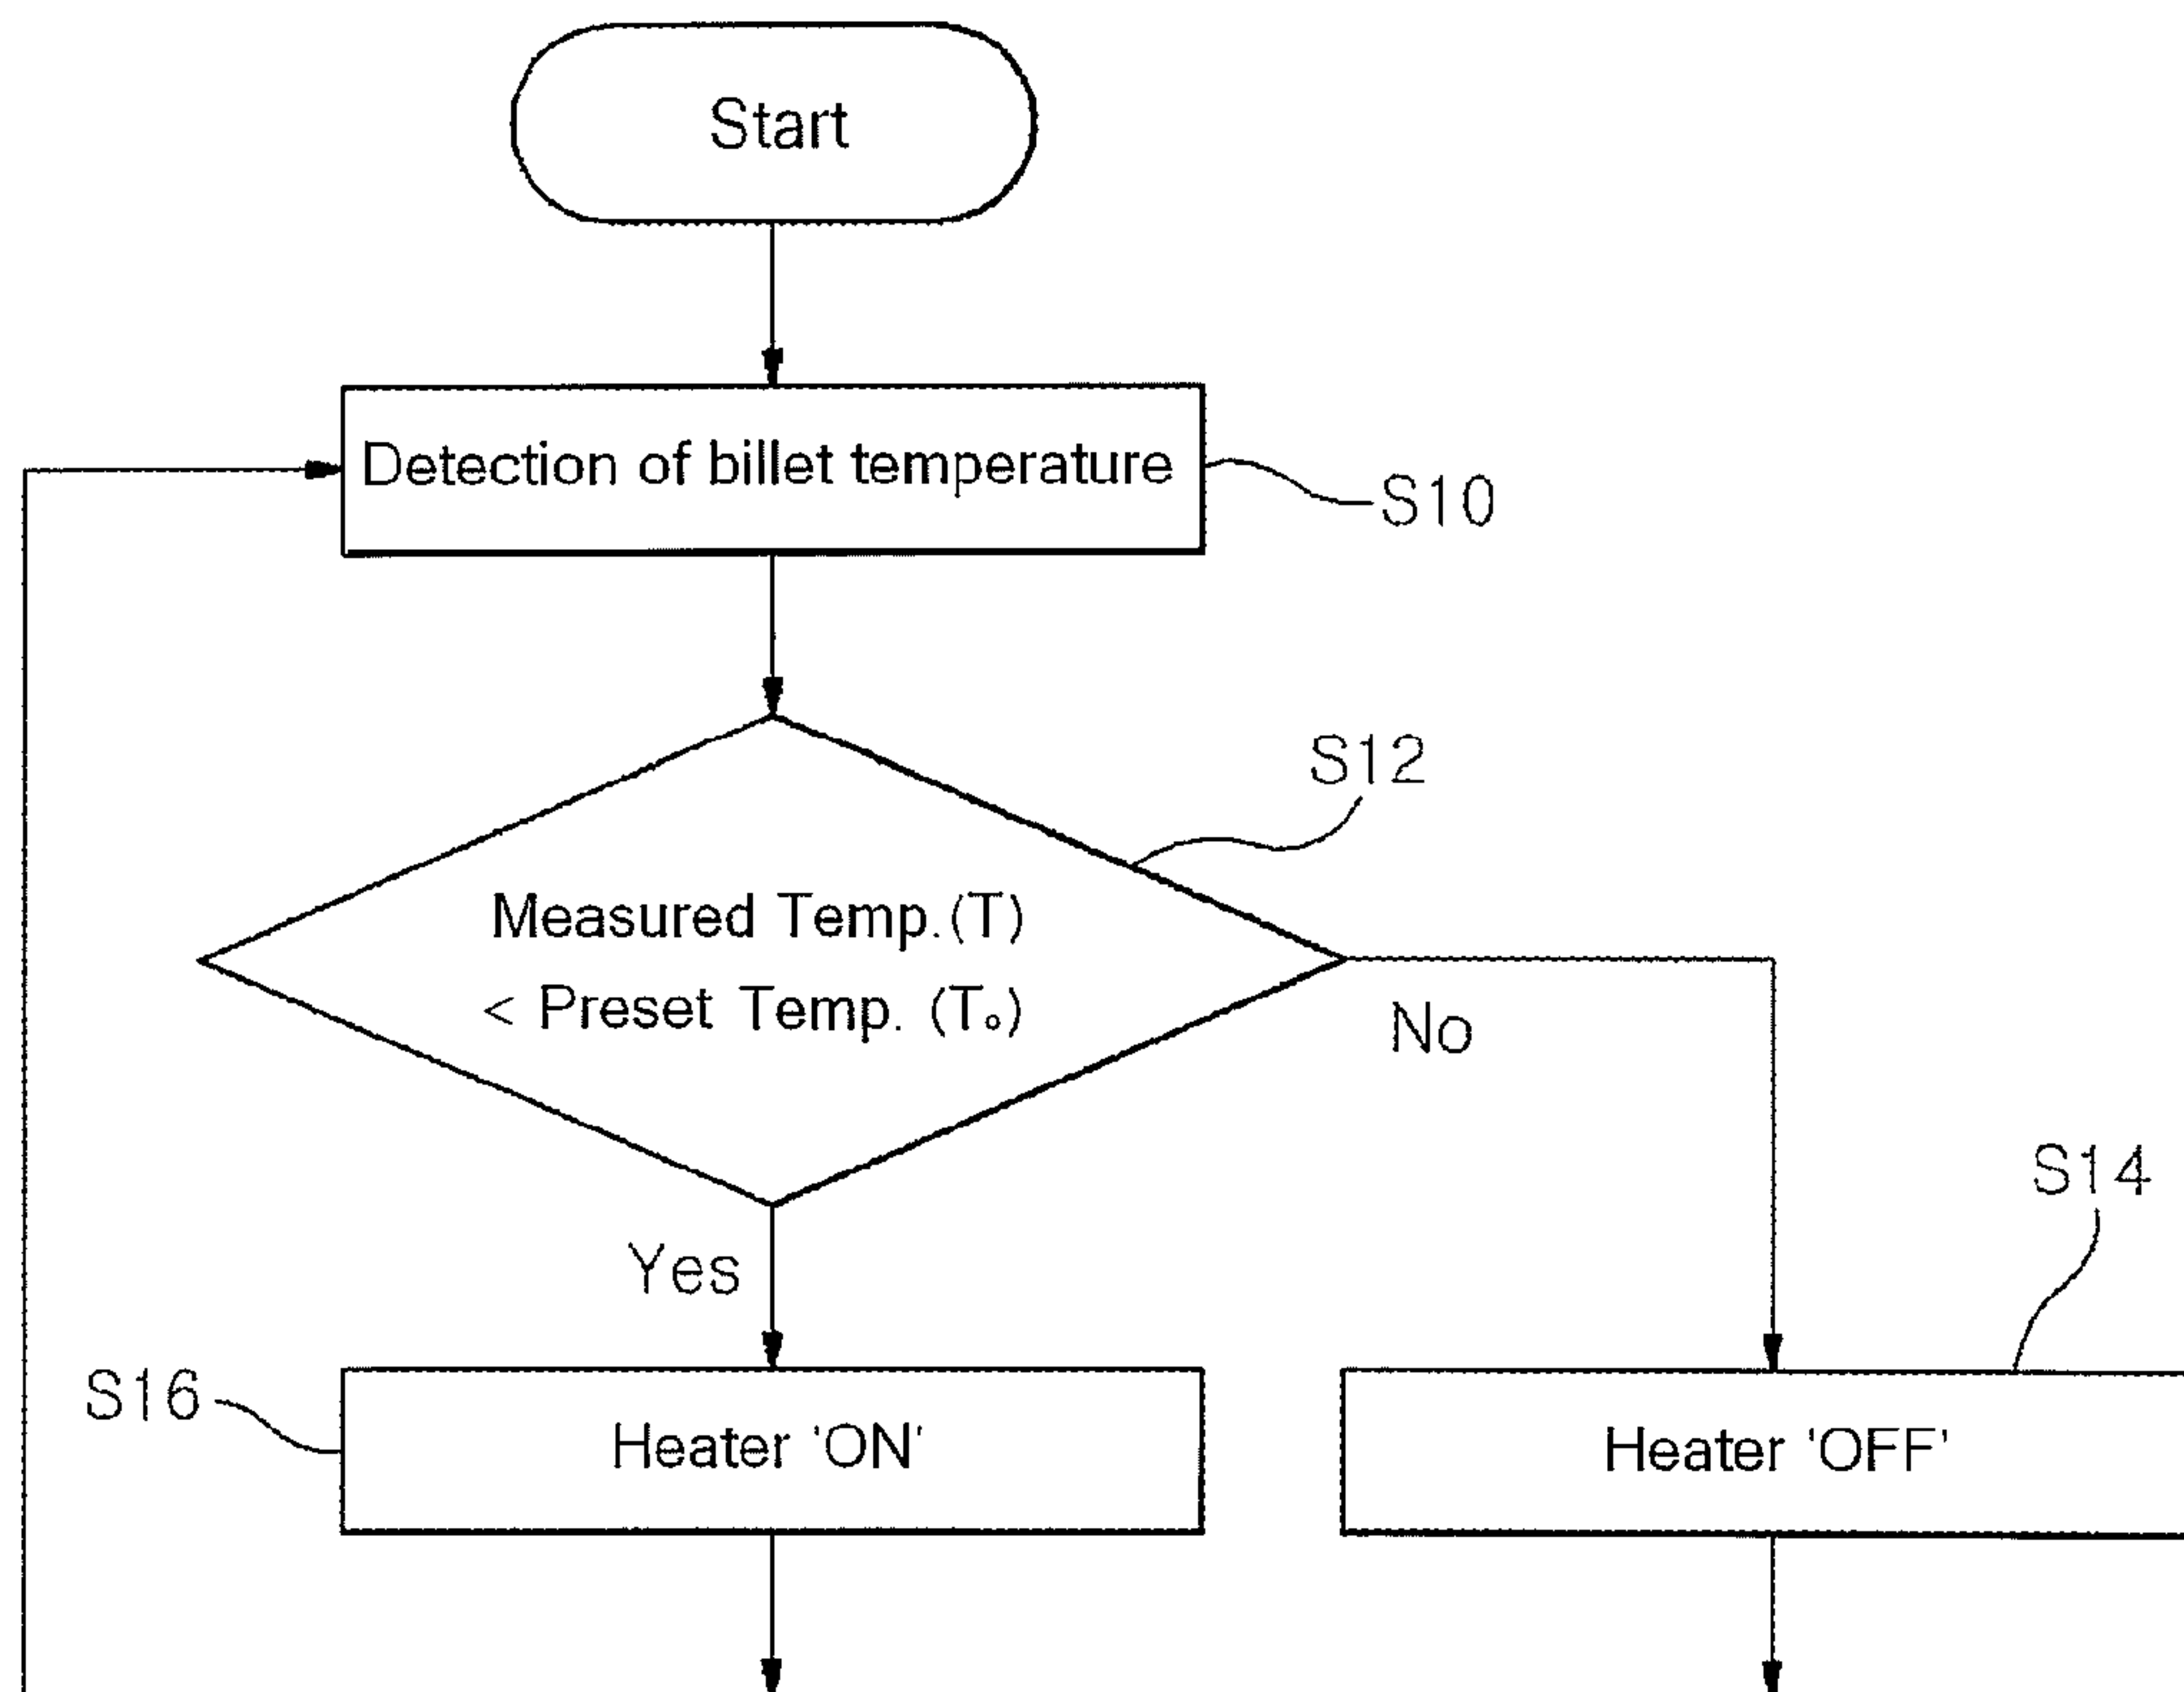 Start
Detection of billet temperature
S10
S12
Measured Temp.(T)
< Preset Temp. (T₀)
No
Yes
S14
S16
Heater 'ON'
Heater 'OFF'